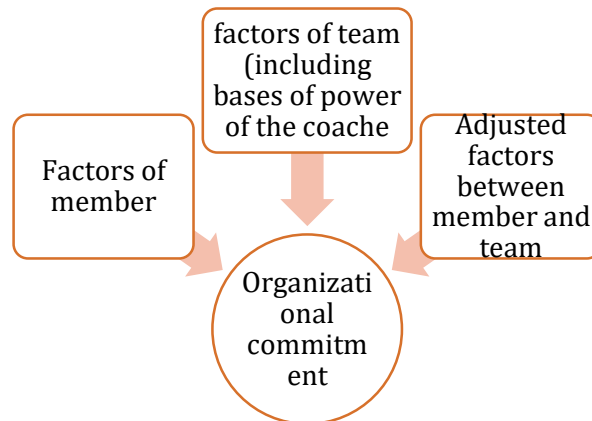 factors of team
(including
bases of power
of the coache
Factors of
member
Adjusted
factors
between
member and
team
Organizati
onal
commitm
ent